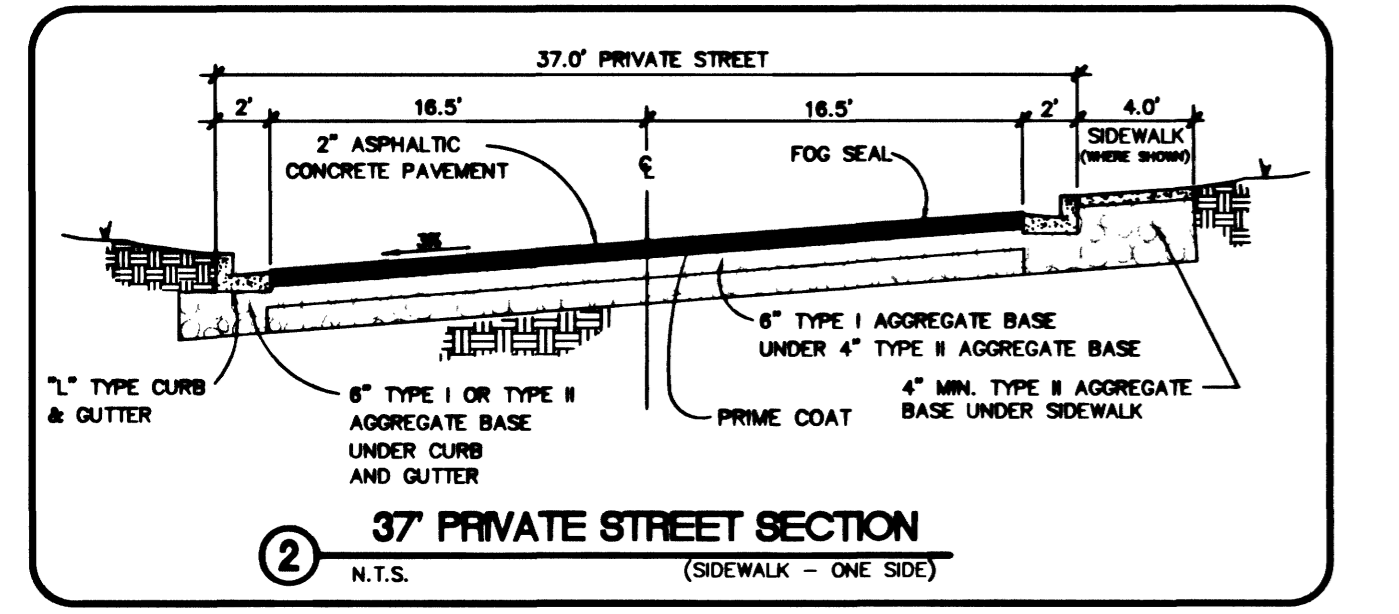 37.0' PRIVATE STREET
2' 16.5' 16.5' 2' 4.0'
2" ASPHALTIC
CONCRETE PAVEMENT
℄
FOG SEAL
SIDEWALK
(WHERE SHOWN)
3%
6" TYPE I AGGREGATE BASE
UNDER 4" TYPE II AGGREGATE BASE
"L" TYPE CURB
& GUTTER
6" TYPE I OR TYPE II
AGGREGATE BASE
UNDER CURB
AND GUTTER
PRIME COAT
4" MIN. TYPE II AGGREGATE
BASE UNDER SIDEWALK
2
37' PRIVATE STREET SECTION
N.T.S. (SIDEWALK – ONE SIDE)